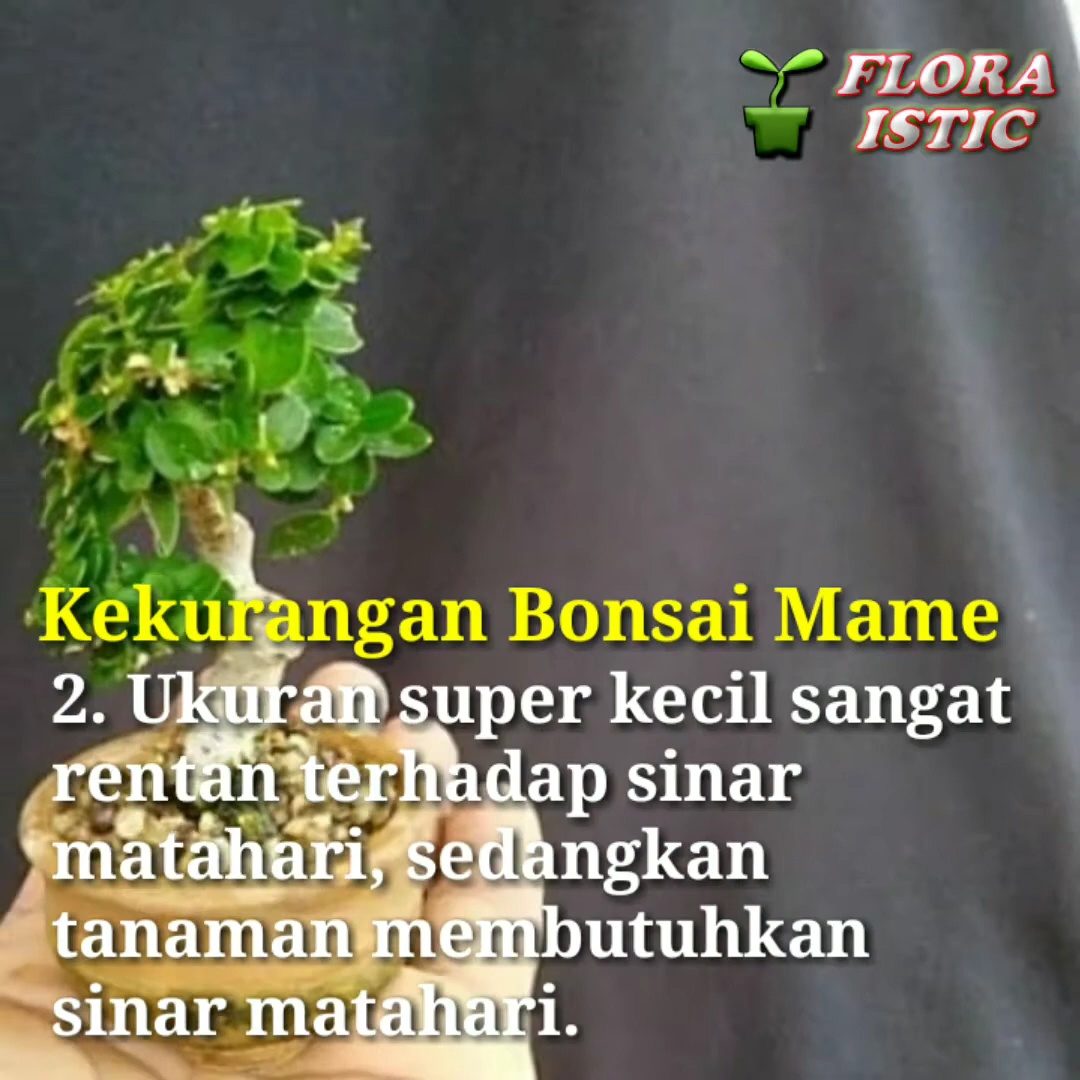 FLORA
ISTIC
Kekurangan Bonsai Mame
2. Ukuran super kecil sangat
rentan terhadap sinar
matahari, sedangkan
tanaman membutuhkan
sinar matahari.